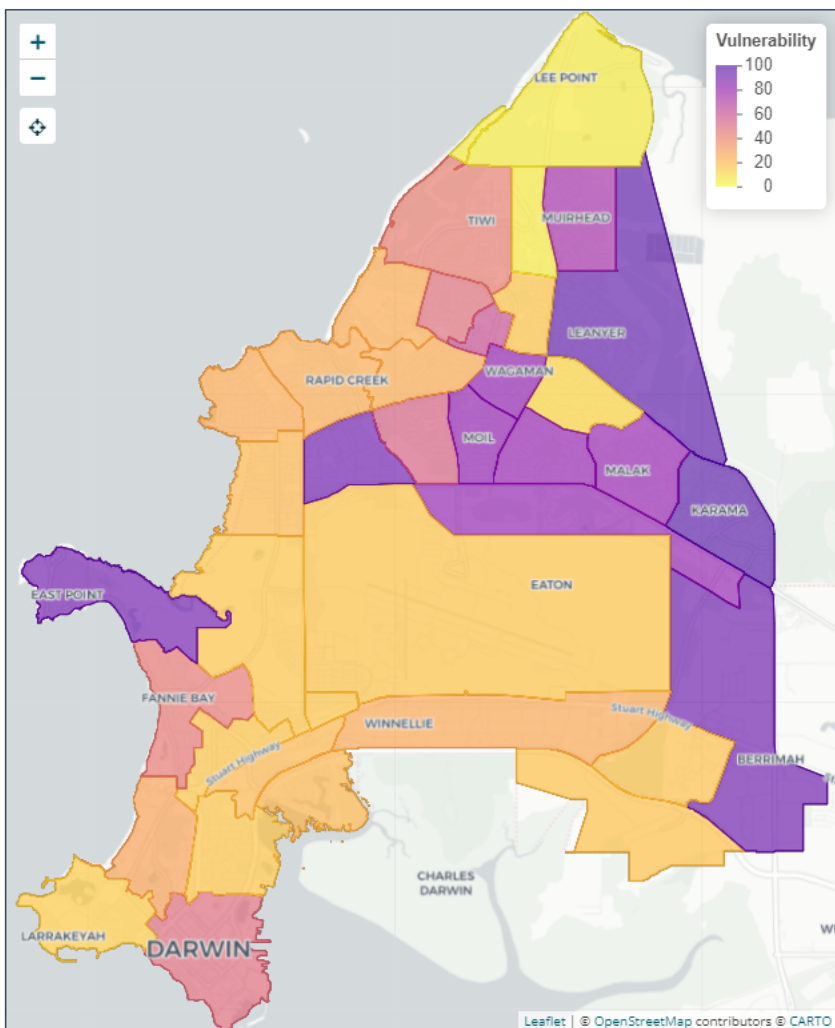 +
−
Vulnerability
100
80
60
40
20
0
LEE POINT
TIWI
MUIRHEAD
LEANYER
WAGAMAN
RAPID CREEK
MOIL
MALAK
KARAMA
EATON
EAST POINT
FANNIE BAY
Stuart Highway
WINNELLIE
Stuart Highway
BERRIMAH
CHARLES
DARWIN
LARRAKEYAH
DARWIN
Leaflet | © OpenStreetMap contributors © CARTO